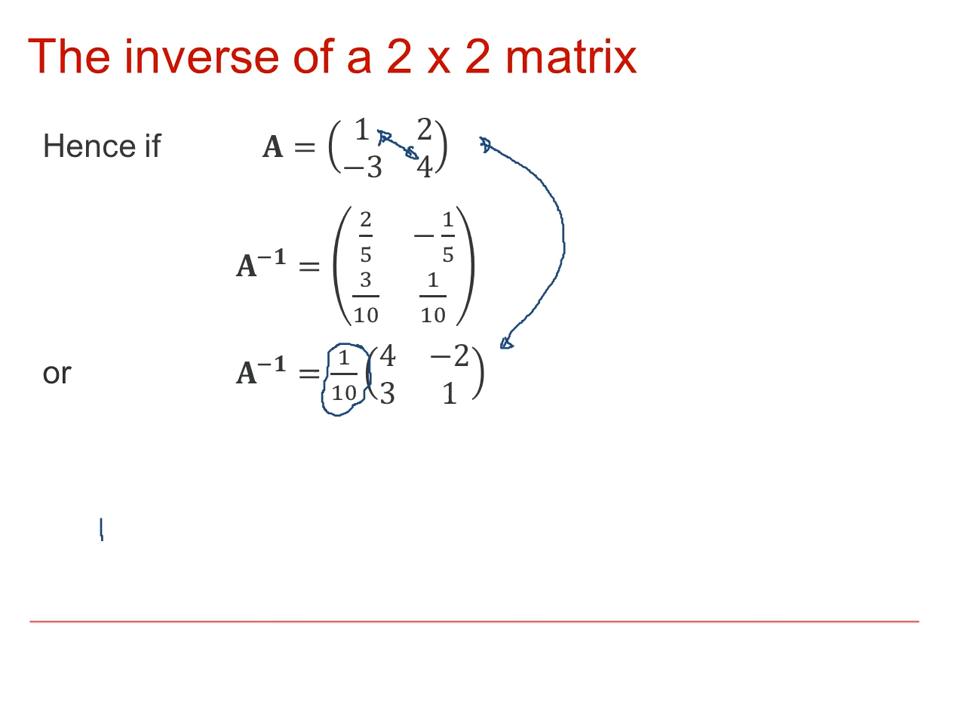 The inverse of a 2 x 2 matrix
Hence if A = (1 2 −3 4)
A⁻¹ = (2/5 −1/5 3/10 1/10)
or A⁻¹ = 1/10 (4 −2 3 1)